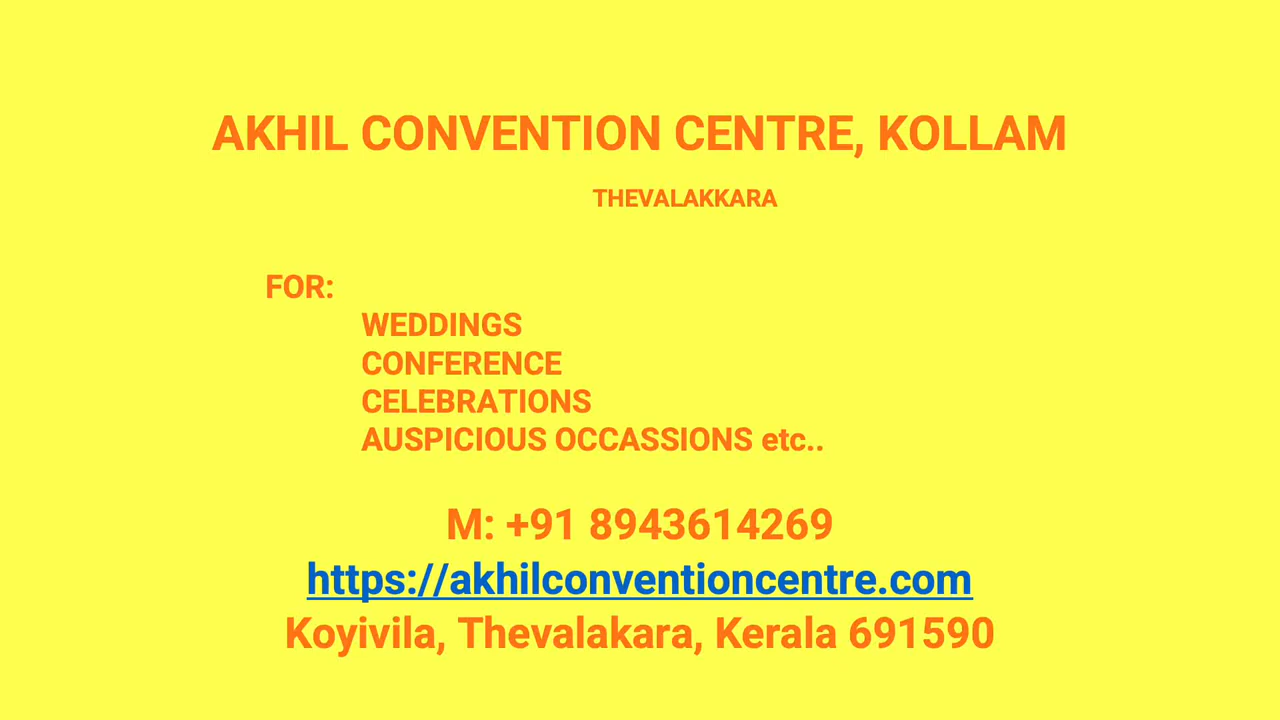 AKHIL CONVENTION CENTRE, KOLLAM
THEVALAKKARA
FOR:
WEDDINGS
CONFERENCE
CELEBRATIONS
AUSPICIOUS OCCASSIONS etc..
M: +91 8943614269
https://akhilconventioncentre.com
Koyivila, Thevalakara, Kerala 691590